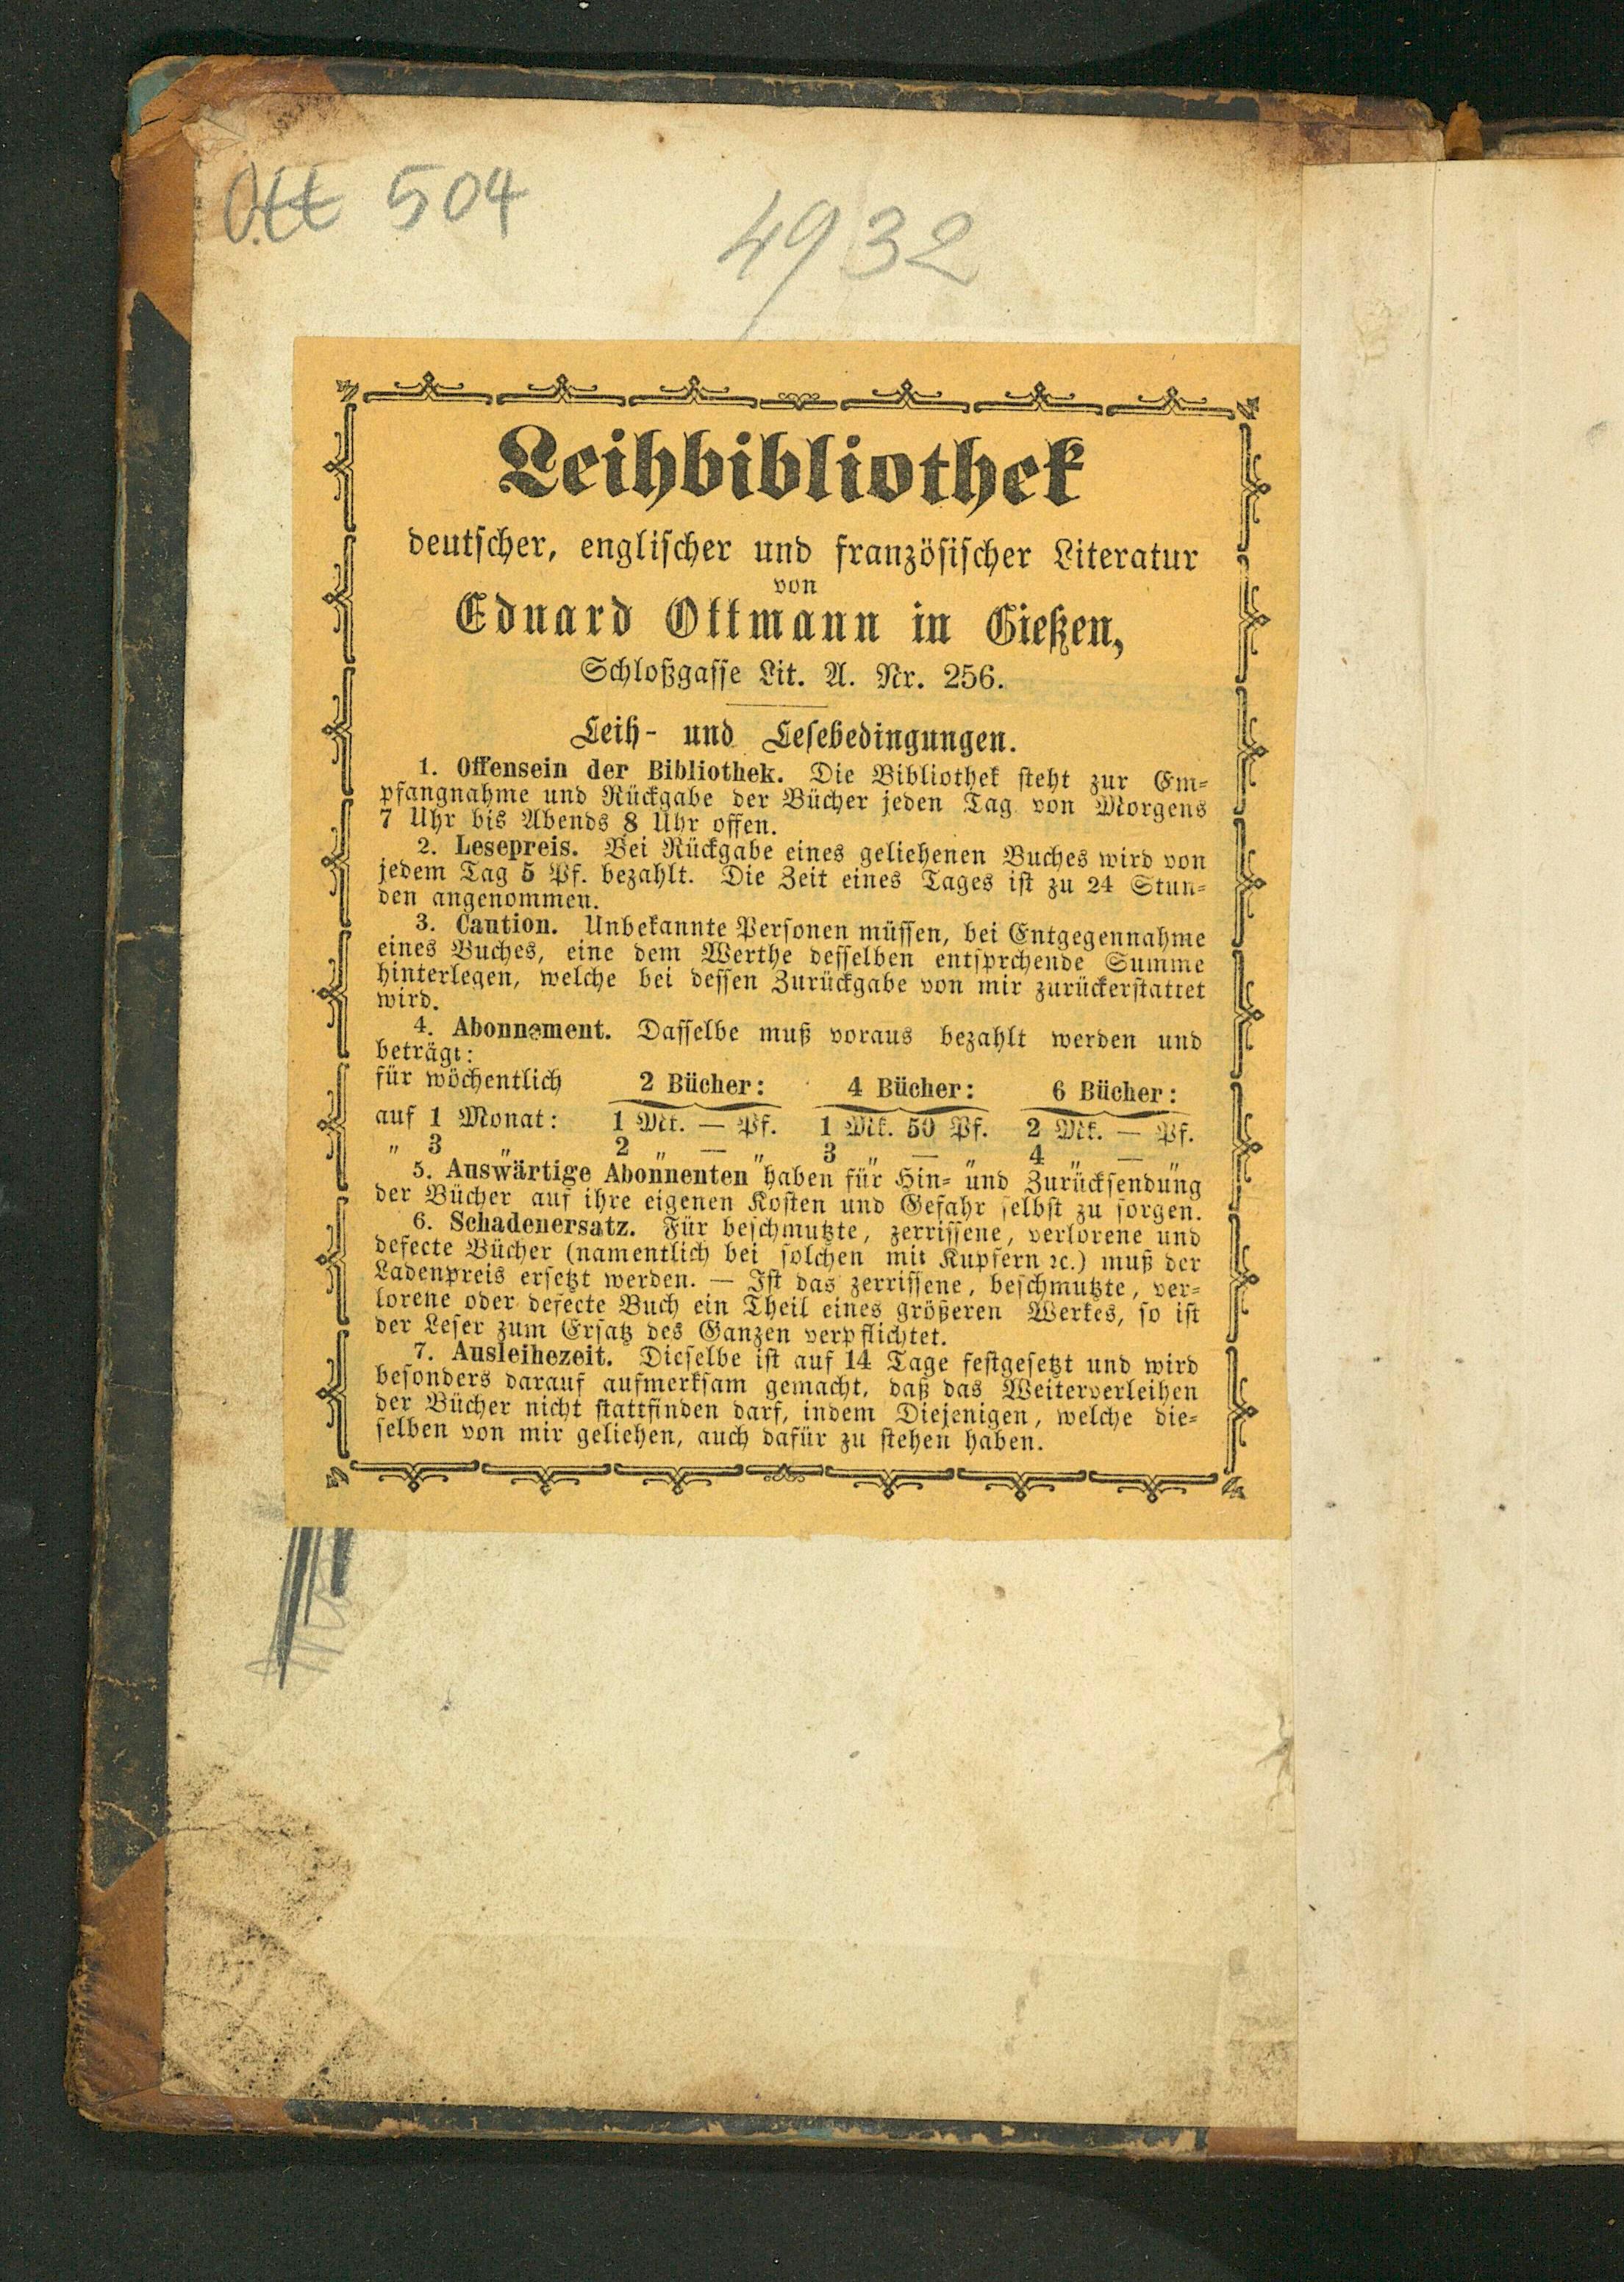 Ott 504
4932
Leihbibliothek
deutscher, englischer und französischer Literatur
von
Eduard Ottmann in Gießen,
Schloßgasse Lit. A. Nr. 256.
Leih- und Lesebedingungen.
1. Offensein der Bibliothek. Die Bibliothek steht zur Em-
pfangnahme und Rückgabe der Bücher jeden Tag von Morgens
7 Uhr bis Abends 8 Uhr offen.
2. Lesepreis. Bei Rückgabe eines geliehenen Buches wird von
jedem Tag 5 Pf. bezahlt. Die Zeit eines Tages ist zu 24 Stun-
den angenommen.
3. Caution. Unbekannte Personen müssen, bei Entgegennahme
eines Buches, eine dem Werthe desselben entsprchende Summe
hinterlegen, welche bei dessen Zurückgabe von mir zurückerstattet
wird.
4. Abonnement. Dasselbe muß voraus bezahlt werden und
beträgt:
für wöchentlich 2 Bücher: 4 Bücher: 6 Bücher:
auf 1 Monat: 1 Mk. — Pf. 1 Mk. 50 Pf. 2 Mk. — Pf.
„ 3 „ 2 „ — „ 3 „ — „ 4 „ — „
5. Auswärtige Abonnenten haben für Hin- und Zurücksendung
der Bücher auf ihre eigenen Kosten und Gefahr selbst zu sorgen.
6. Schadenersatz. Für beschmutzte, zerrissene, verlorene und
defecte Bücher (namentlich bei solchen mit Kupfern ꝛc.) muß der
Ladenpreis ersetzt werden. — Ist das zerrissene, beschmutzte, ver-
lorene oder defecte Buch ein Theil eines größeren Werkes, so ist
der Leser zum Ersatz des Ganzen verpflichtet.
7. Ausleihezeit. Dieselbe ist auf 14 Tage festgesetzt und wird
besonders darauf aufmerksam gemacht, daß das Weiterverleihen
der Bücher nicht stattfinden darf, indem Diejenigen, welche die-
selben von mir geliehen, auch dafür zu stehen haben.